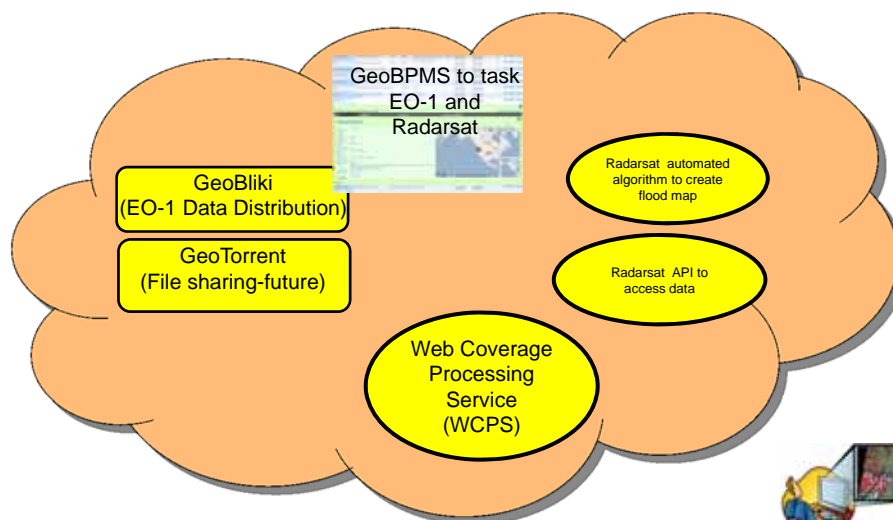 GeoBPMS to task
EO-1 and
Radarsat
GeoBliki
(EO-1 Data Distribution)
GeoTorrent
(File sharing-future)
Radarsat automated
algorithm to create
flood map
Radarsat API to
access data
Web Coverage
Processing
Service
(WCPS)